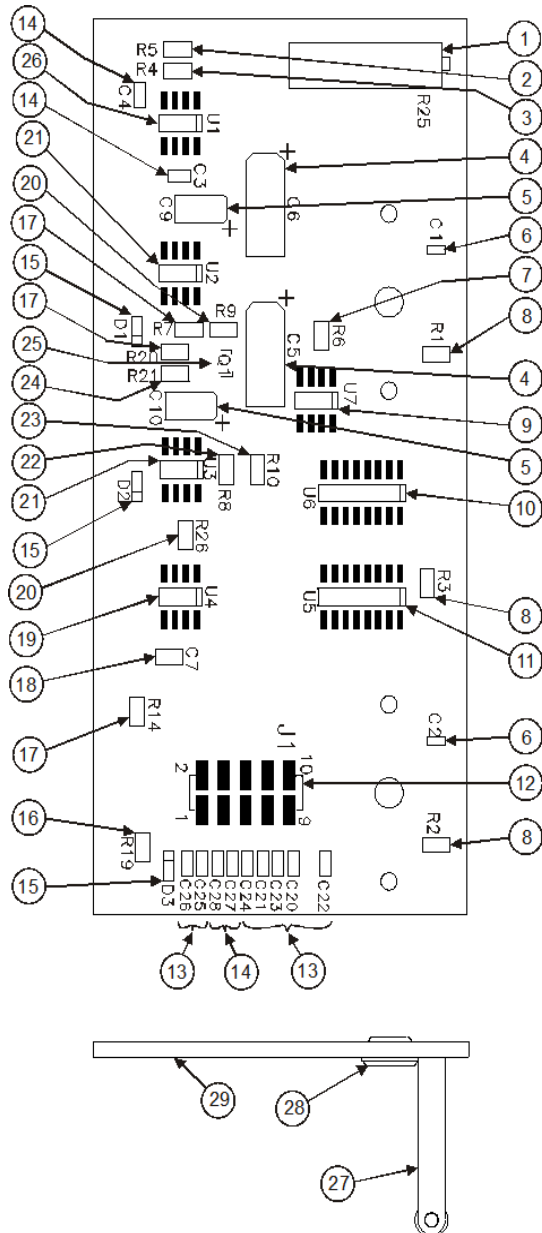 14
26
14
21
20
17
15
17
25
24
23
22
21
15
20
19
18
17
16
15
R5
R4
C4
U1
C3
C9
U2
D1
R7
R9
R20
R21
Q1
C10
U3
R8
R10
D2
R26
U4
C7
R14
R19
D3
R25
C6
C1
R6
R1
C5
U7
U6
R3
U5
C2
J1
2
10
1
9
R2
C26
C25
C28
C27
C24
C21
C23
C20
C22
1
2
3
4
5
6
7
8
4
9
5
10
8
11
6
12
8
13
14
13
29
28
27